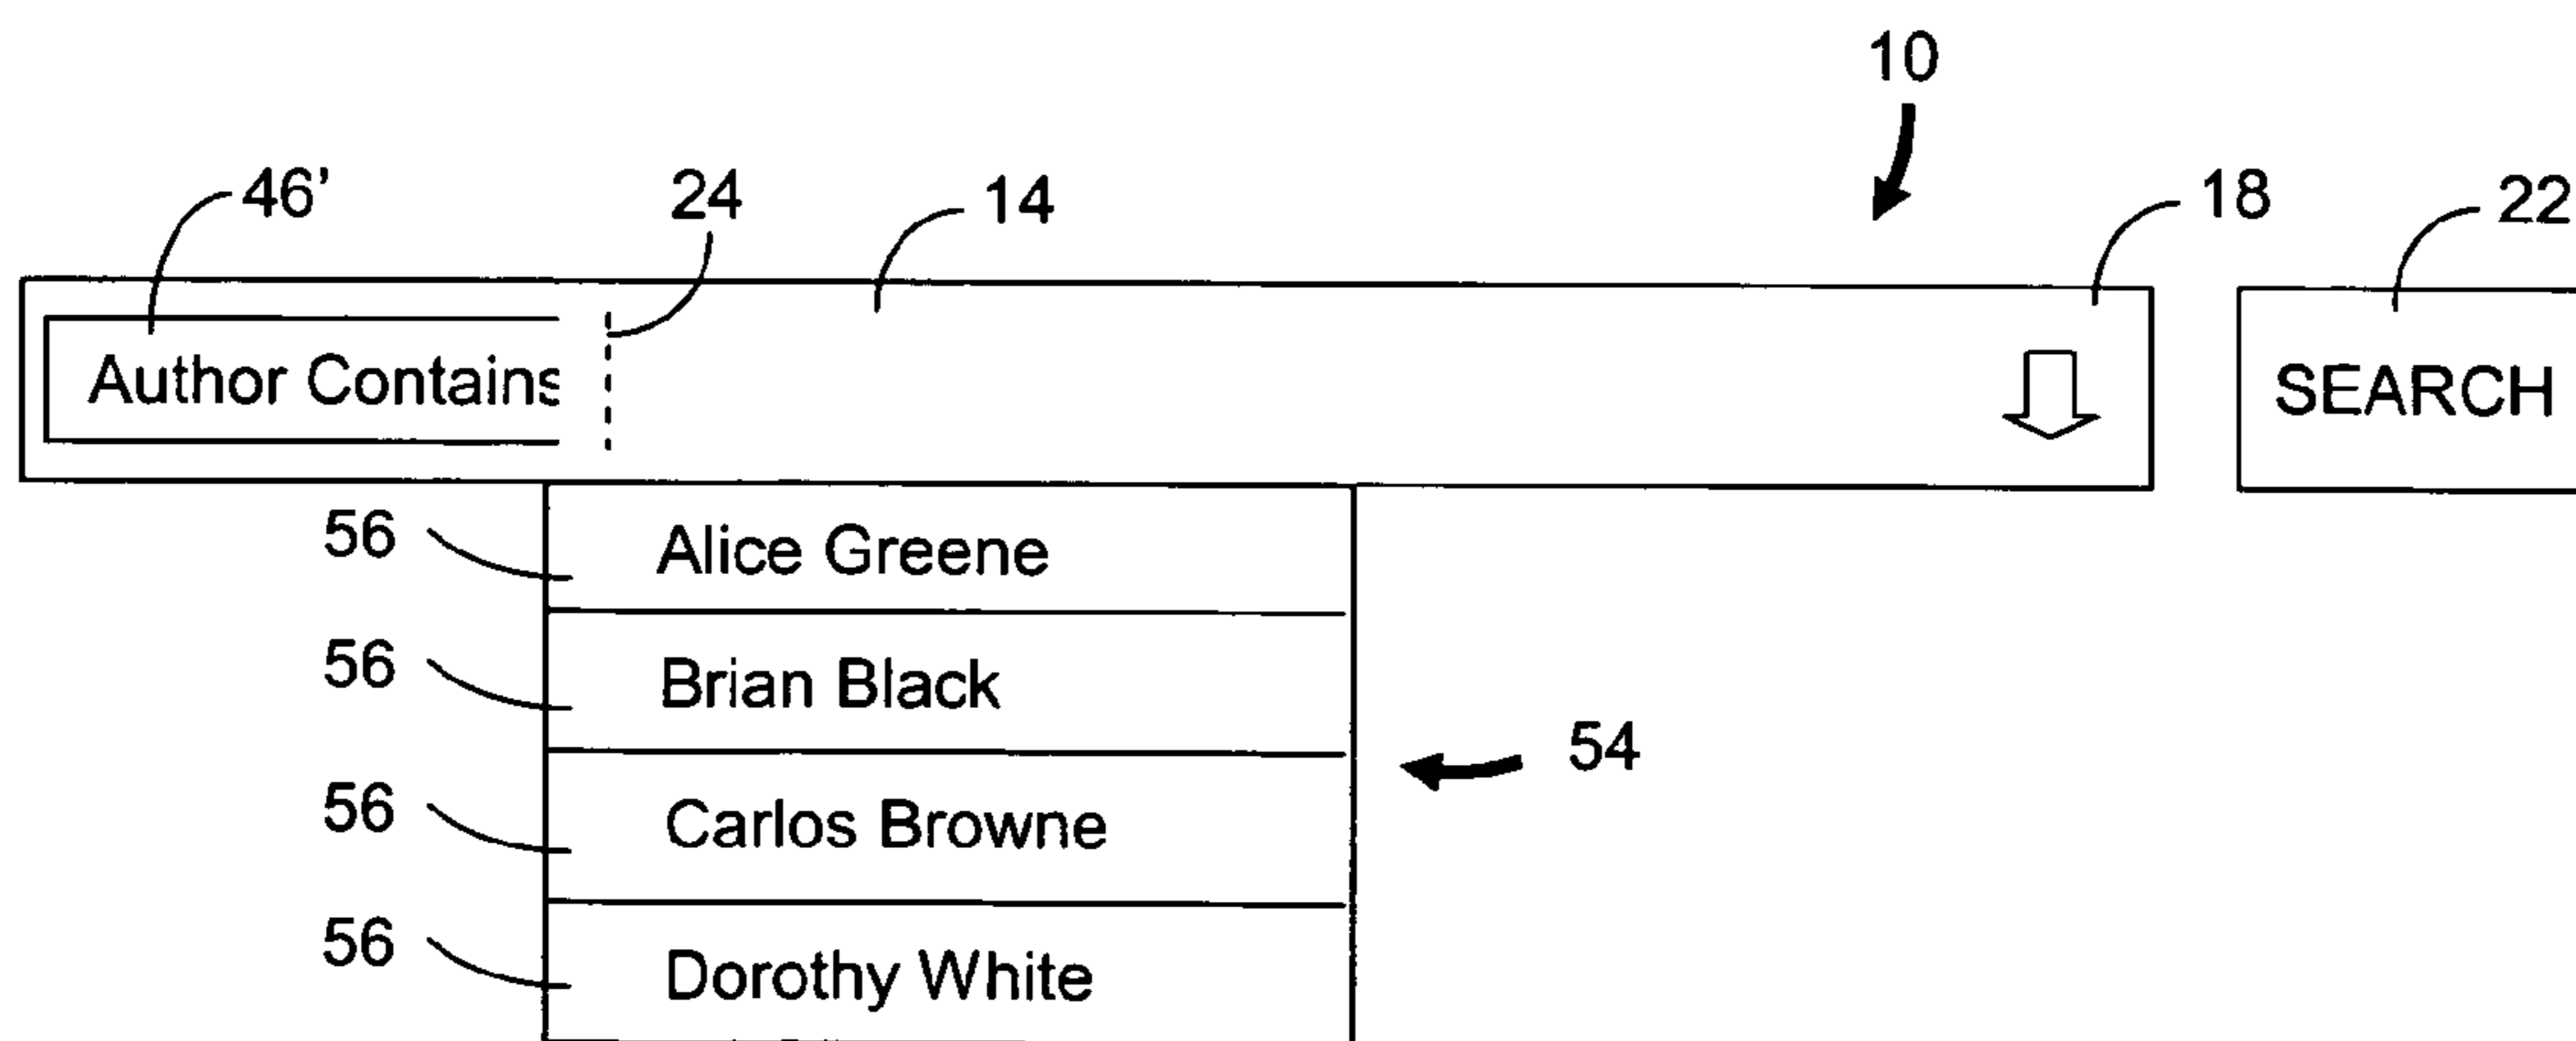 10
46' 24 14 18 22
Author Contains SEARCH
56 Alice Greene
56 Brian Black
54
56 Carlos Browne
56 Dorothy White